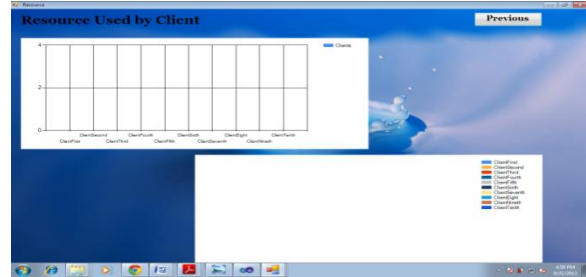 Resource
Resource Used by Client
Previous
4
Clients
2
0
ClientSecond ClientFourth ClientSixth ClientEight ClientTenth
ClientFirst ClientThird ClientFifth ClientSeventh ClientNineth
ClientFirst
ClientSecond
ClientThird
ClientFourth
ClientFifth
ClientSixth
ClientSeventh
ClientEight
ClientNineth
ClientTenth